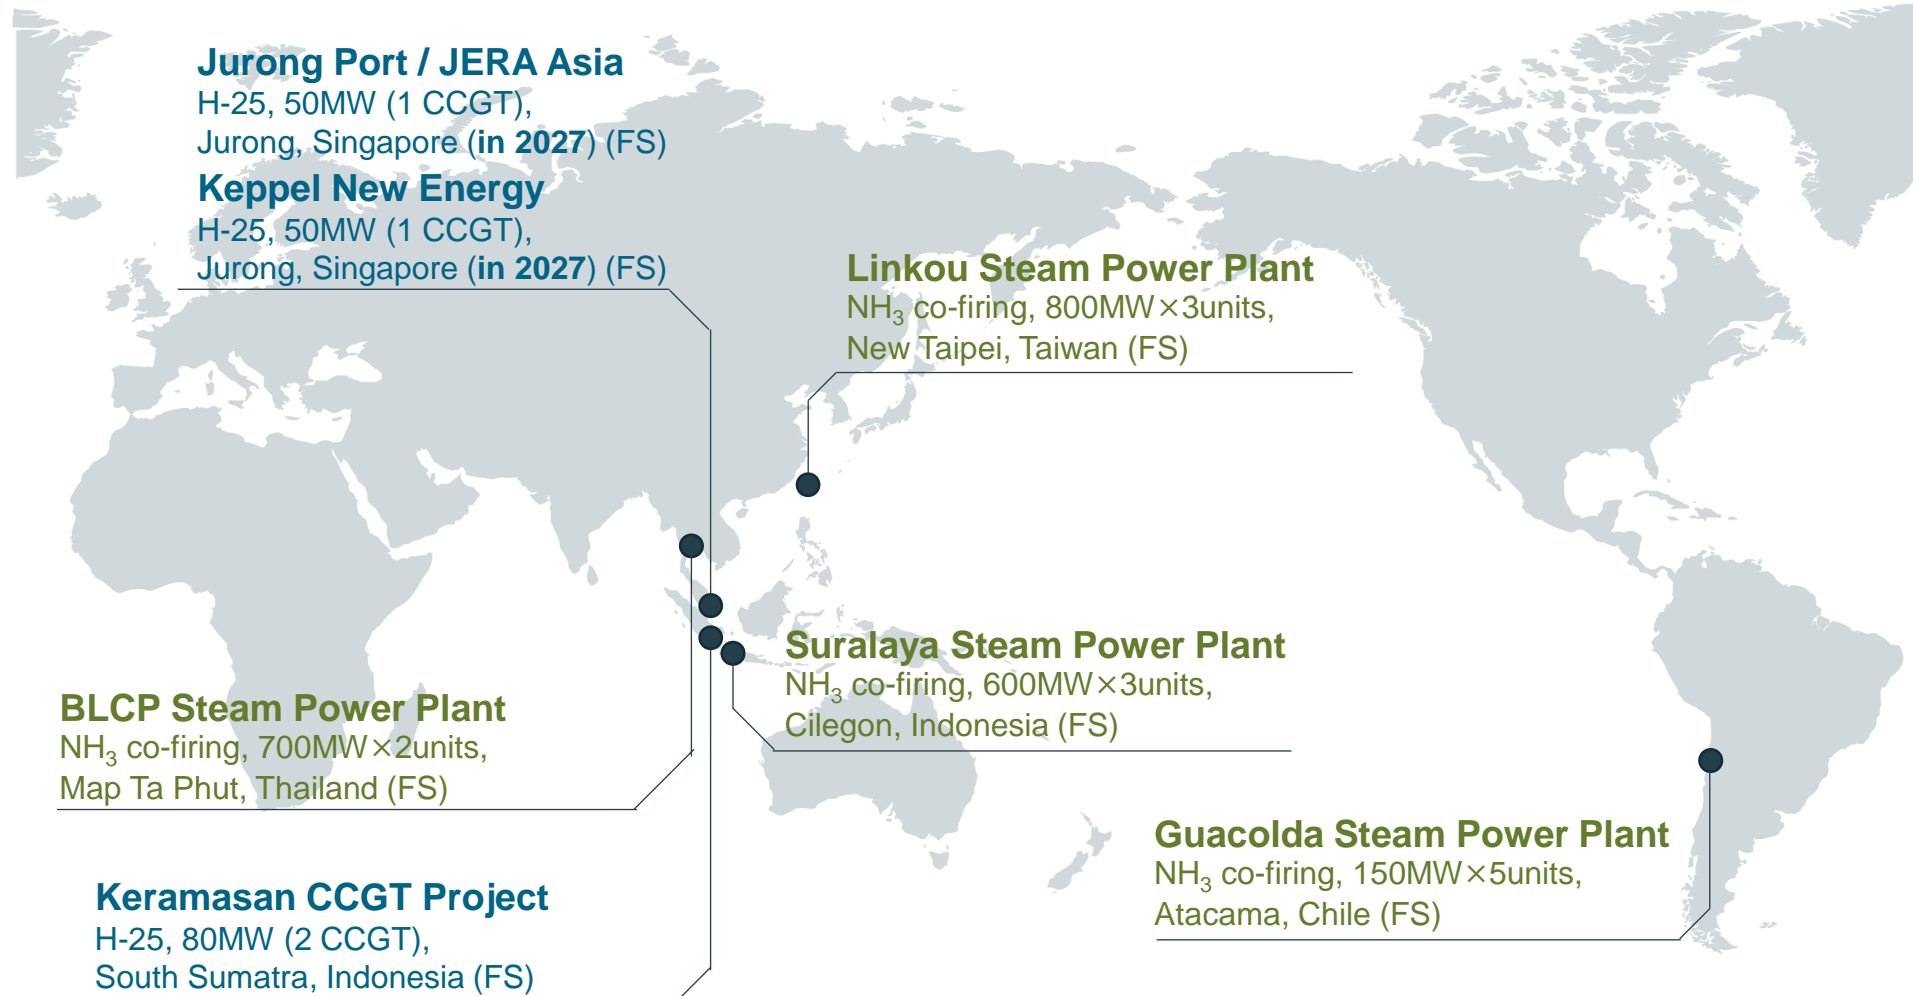 Jurong Port / JERA Asia
H-25, 50MW (1 CCGT),
Jurong, Singapore (in 2027) (FS)
Keppel New Energy
H-25, 50MW (1 CCGT),
Jurong, Singapore (in 2027) (FS)
Linkou Steam Power Plant
NH₃ co-firing, 800MW×3units,
New Taipei, Taiwan (FS)
Suralaya Steam Power Plant
NH₃ co-firing, 600MW×3units,
Cilegon, Indonesia (FS)
BLCP Steam Power Plant
NH₃ co-firing, 700MW×2units,
Map Ta Phut, Thailand (FS)
Guacolda Steam Power Plant
NH₃ co-firing, 150MW×5units,
Atacama, Chile (FS)
Keramasan CCGT Project
H-25, 80MW (2 CCGT),
South Sumatra, Indonesia (FS)